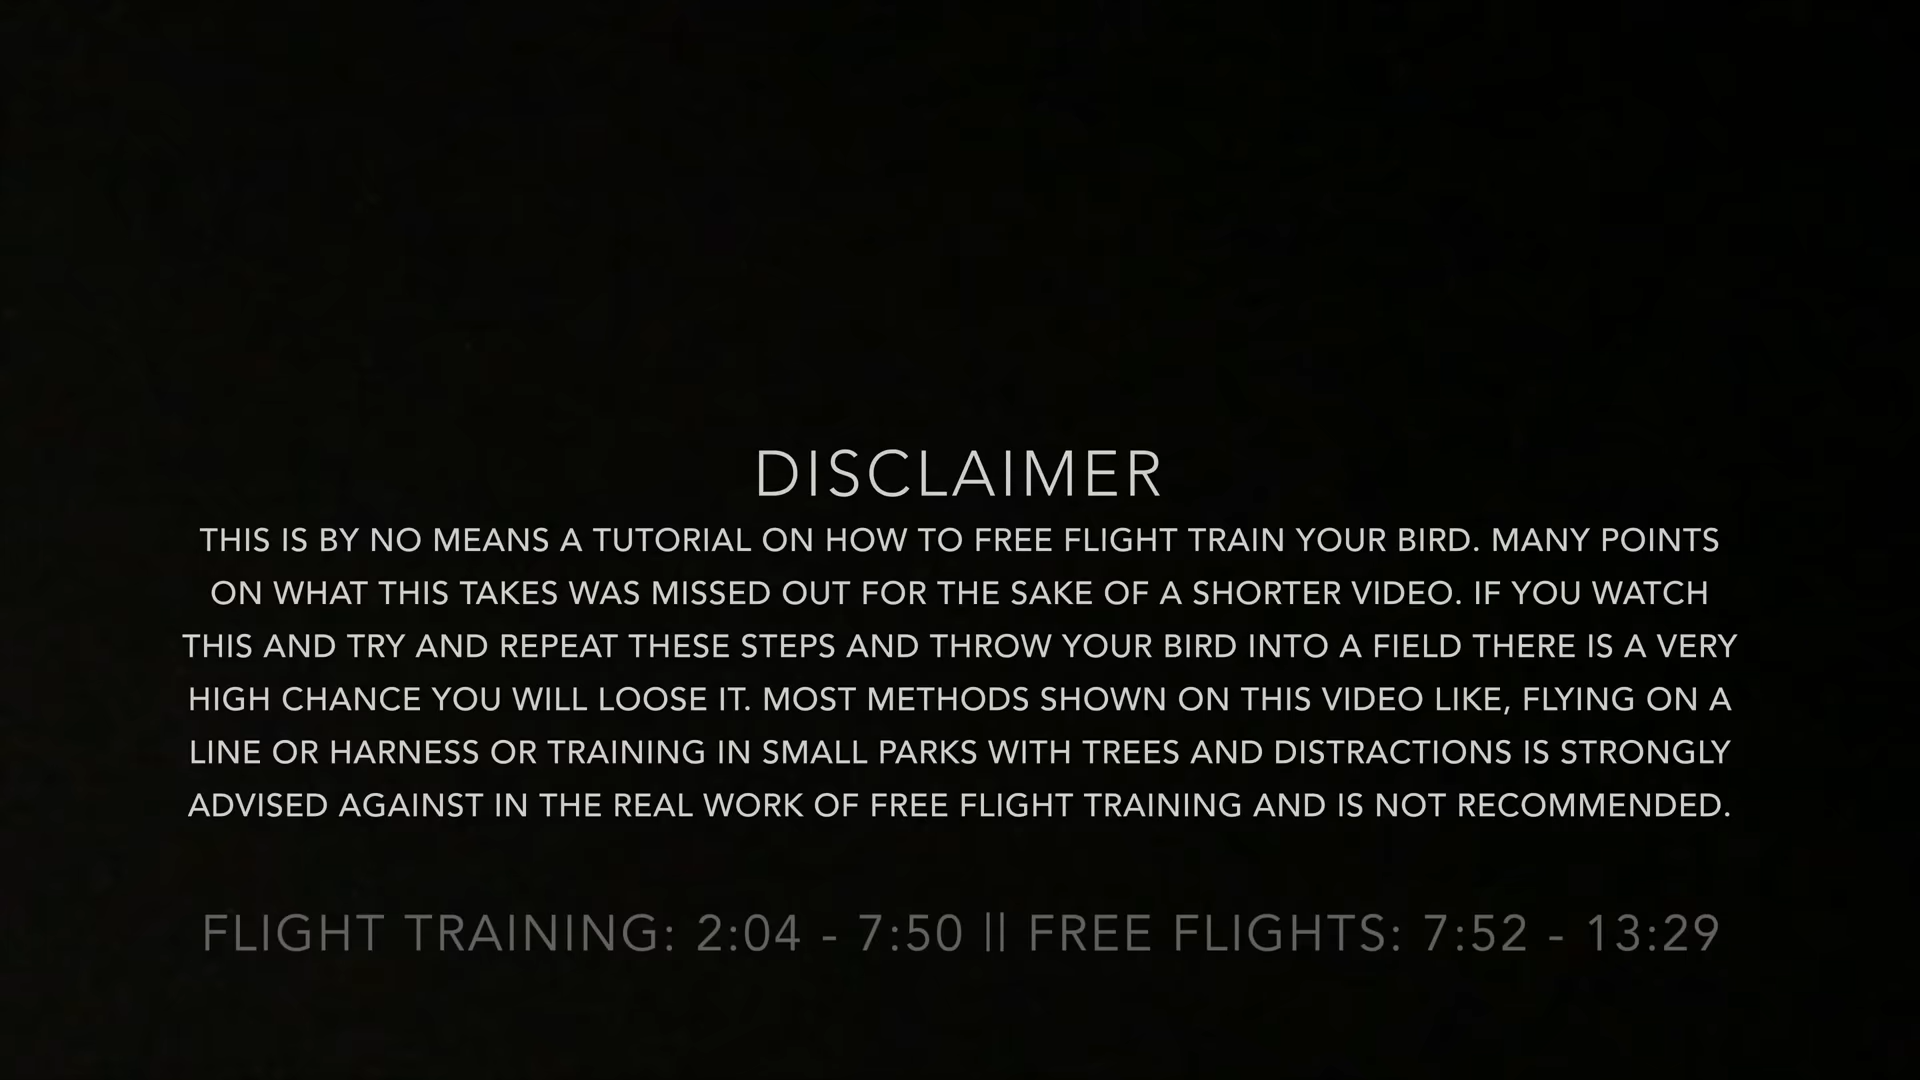 DISCLAIMER
THIS IS BY NO MEANS A TUTORIAL ON HOW TO FREE FLIGHT TRAIN YOUR BIRD. MANY POINTS
ON WHAT THIS TAKES WAS MISSED OUT FOR THE SAKE OF A SHORTER VIDEO. IF YOU WATCH
THIS AND TRY AND REPEAT THESE STEPS AND THROW YOUR BIRD INTO A FIELD THERE IS A VERY
HIGH CHANCE YOU WILL LOOSE IT. MOST METHODS SHOWN ON THIS VIDEO LIKE, FLYING ON A
LINE OR HARNESS OR TRAINING IN SMALL PARKS WITH TREES AND DISTRACTIONS IS STRONGLY
ADVISED AGAINST IN THE REAL WORK OF FREE FLIGHT TRAINING AND IS NOT RECOMMENDED.
FLIGHT TRAINING: 2:04 - 7:50 || FREE FLIGHTS: 7:52 - 13:29